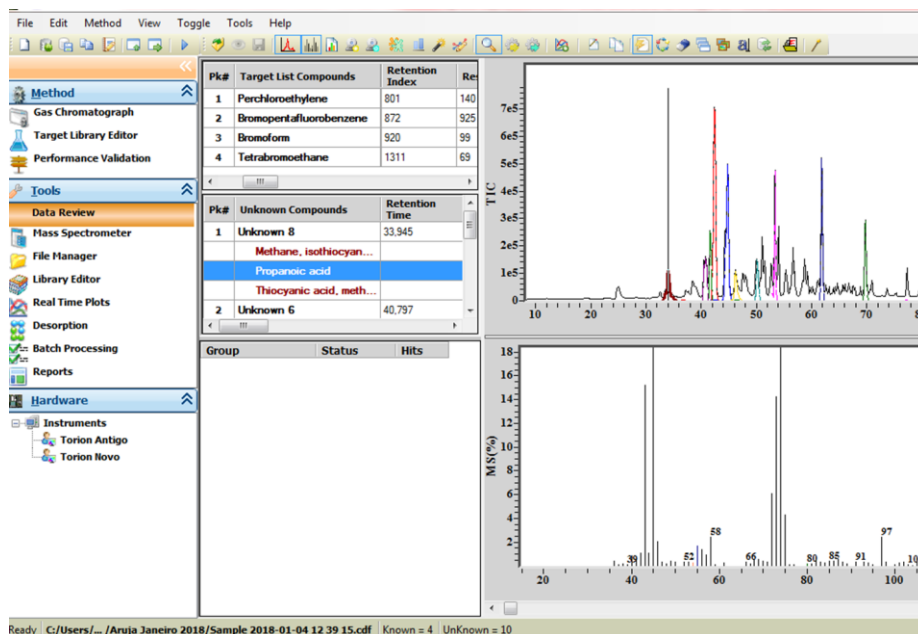 File Edit Method View Toggle Tools Help
Method
Gas Chromatograph
Target Library Editor
Performance Validation
Tools
Data Review
Mass Spectrometer
File Manager
Library Editor
Real Time Plots
Desorption
Batch Processing
Reports
Hardware
Instruments
Torion Antigo
Torion Novo
Pk# Target List Compounds Retention Index Re
1 Perchloroethylene 801 140
2 Bromopentafluorobenzene 872 925
3 Bromoform 920 99
4 Tetrabromoethane 1311 69
Pk# Unknown Compounds Retention Time
1 Unknown 8 33,945
Methane, isothiocyan...
Propanoic acid
Thiocyanic acid, meth...
2 Unknown 6 40,797
Group Status Hits
TIC
7e5
6e5
5e5
4e5
3e5
2e5
1e5
0
10 20 30 40 50 60 70 80
MS(%)
18
16
14
12
10
8
6
4
2
39 52 58 66 80 85 91 97 10
20 40 60 80 100
Ready C:/Users/... /Aruja Janeiro 2018/Sample 2018-01-04 12 39 15.cdf Known = 4 UnKnown = 10